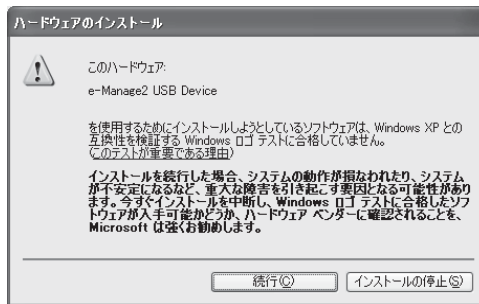 ハードウェアのインストール
このハードウェア:
e-Manage2 USB Device
を使用するためにインストールしようとしているソフトウェアは、Windows XP との
互換性を検証する Windows ロゴ テストに合格していません。
(このテストが重要である理由)
インストールを続行した場合、システムの動作が損なわれたり、システム
が不安定になるなど、重大な障害を引き起こす要因となる可能性があり
ます。今すぐインストールを中断し、Windows ロゴ テストに合格したソフ
トウェアが入手可能かどうか、ハードウェア ベンダーに確認されることを、
Microsoft は強くお勧めします。
続行(C)
インストールの停止(S)